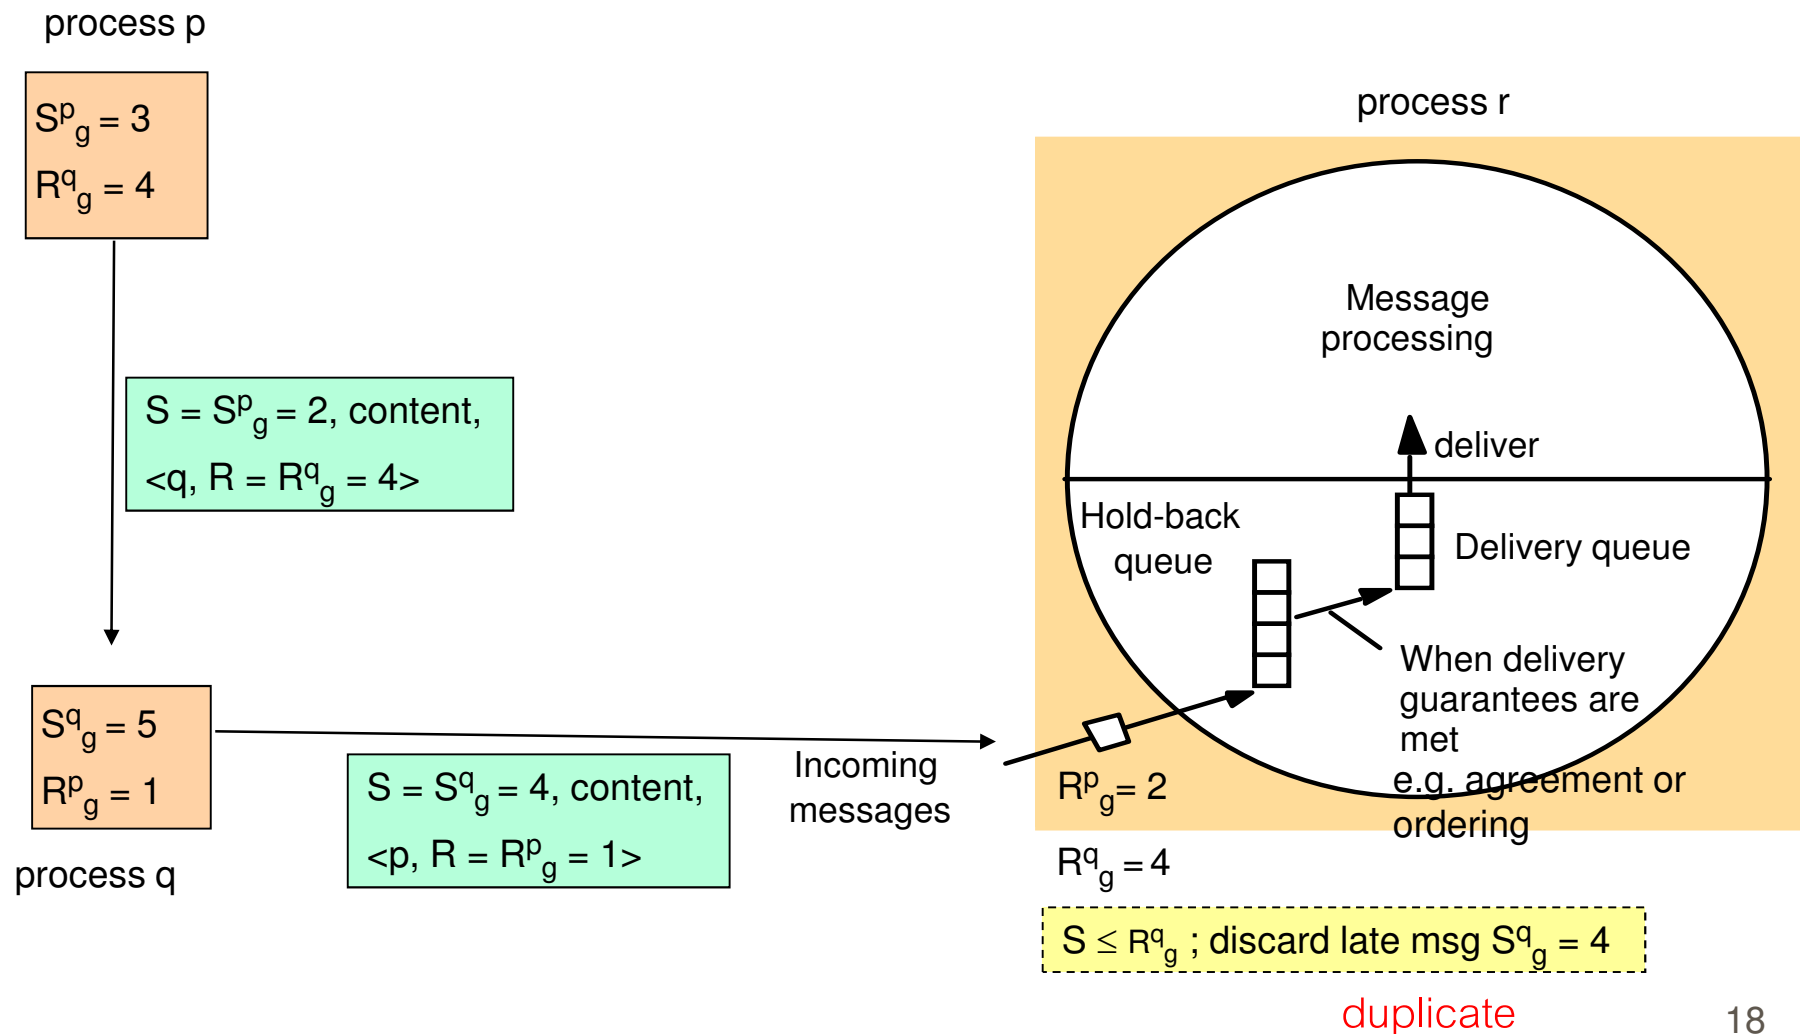 process p
S^p_g = 3
R^q_g = 4
S = S^p_g = 2, content,
<q, R = R^q_g = 4>
S^q_g = 5
R^p_g = 1
process q
S = S^q_g = 4, content,
<p, R = R^p_g = 1>
process r
Message
processing
deliver
Hold-back
queue
Delivery queue
When delivery
guarantees are
met
e.g. agreement or
ordering
Incoming
messages
R^p_g = 2
R^q_g = 4
S ≤ R^q_g ; discard late msg S^q_g = 4
duplicate
18